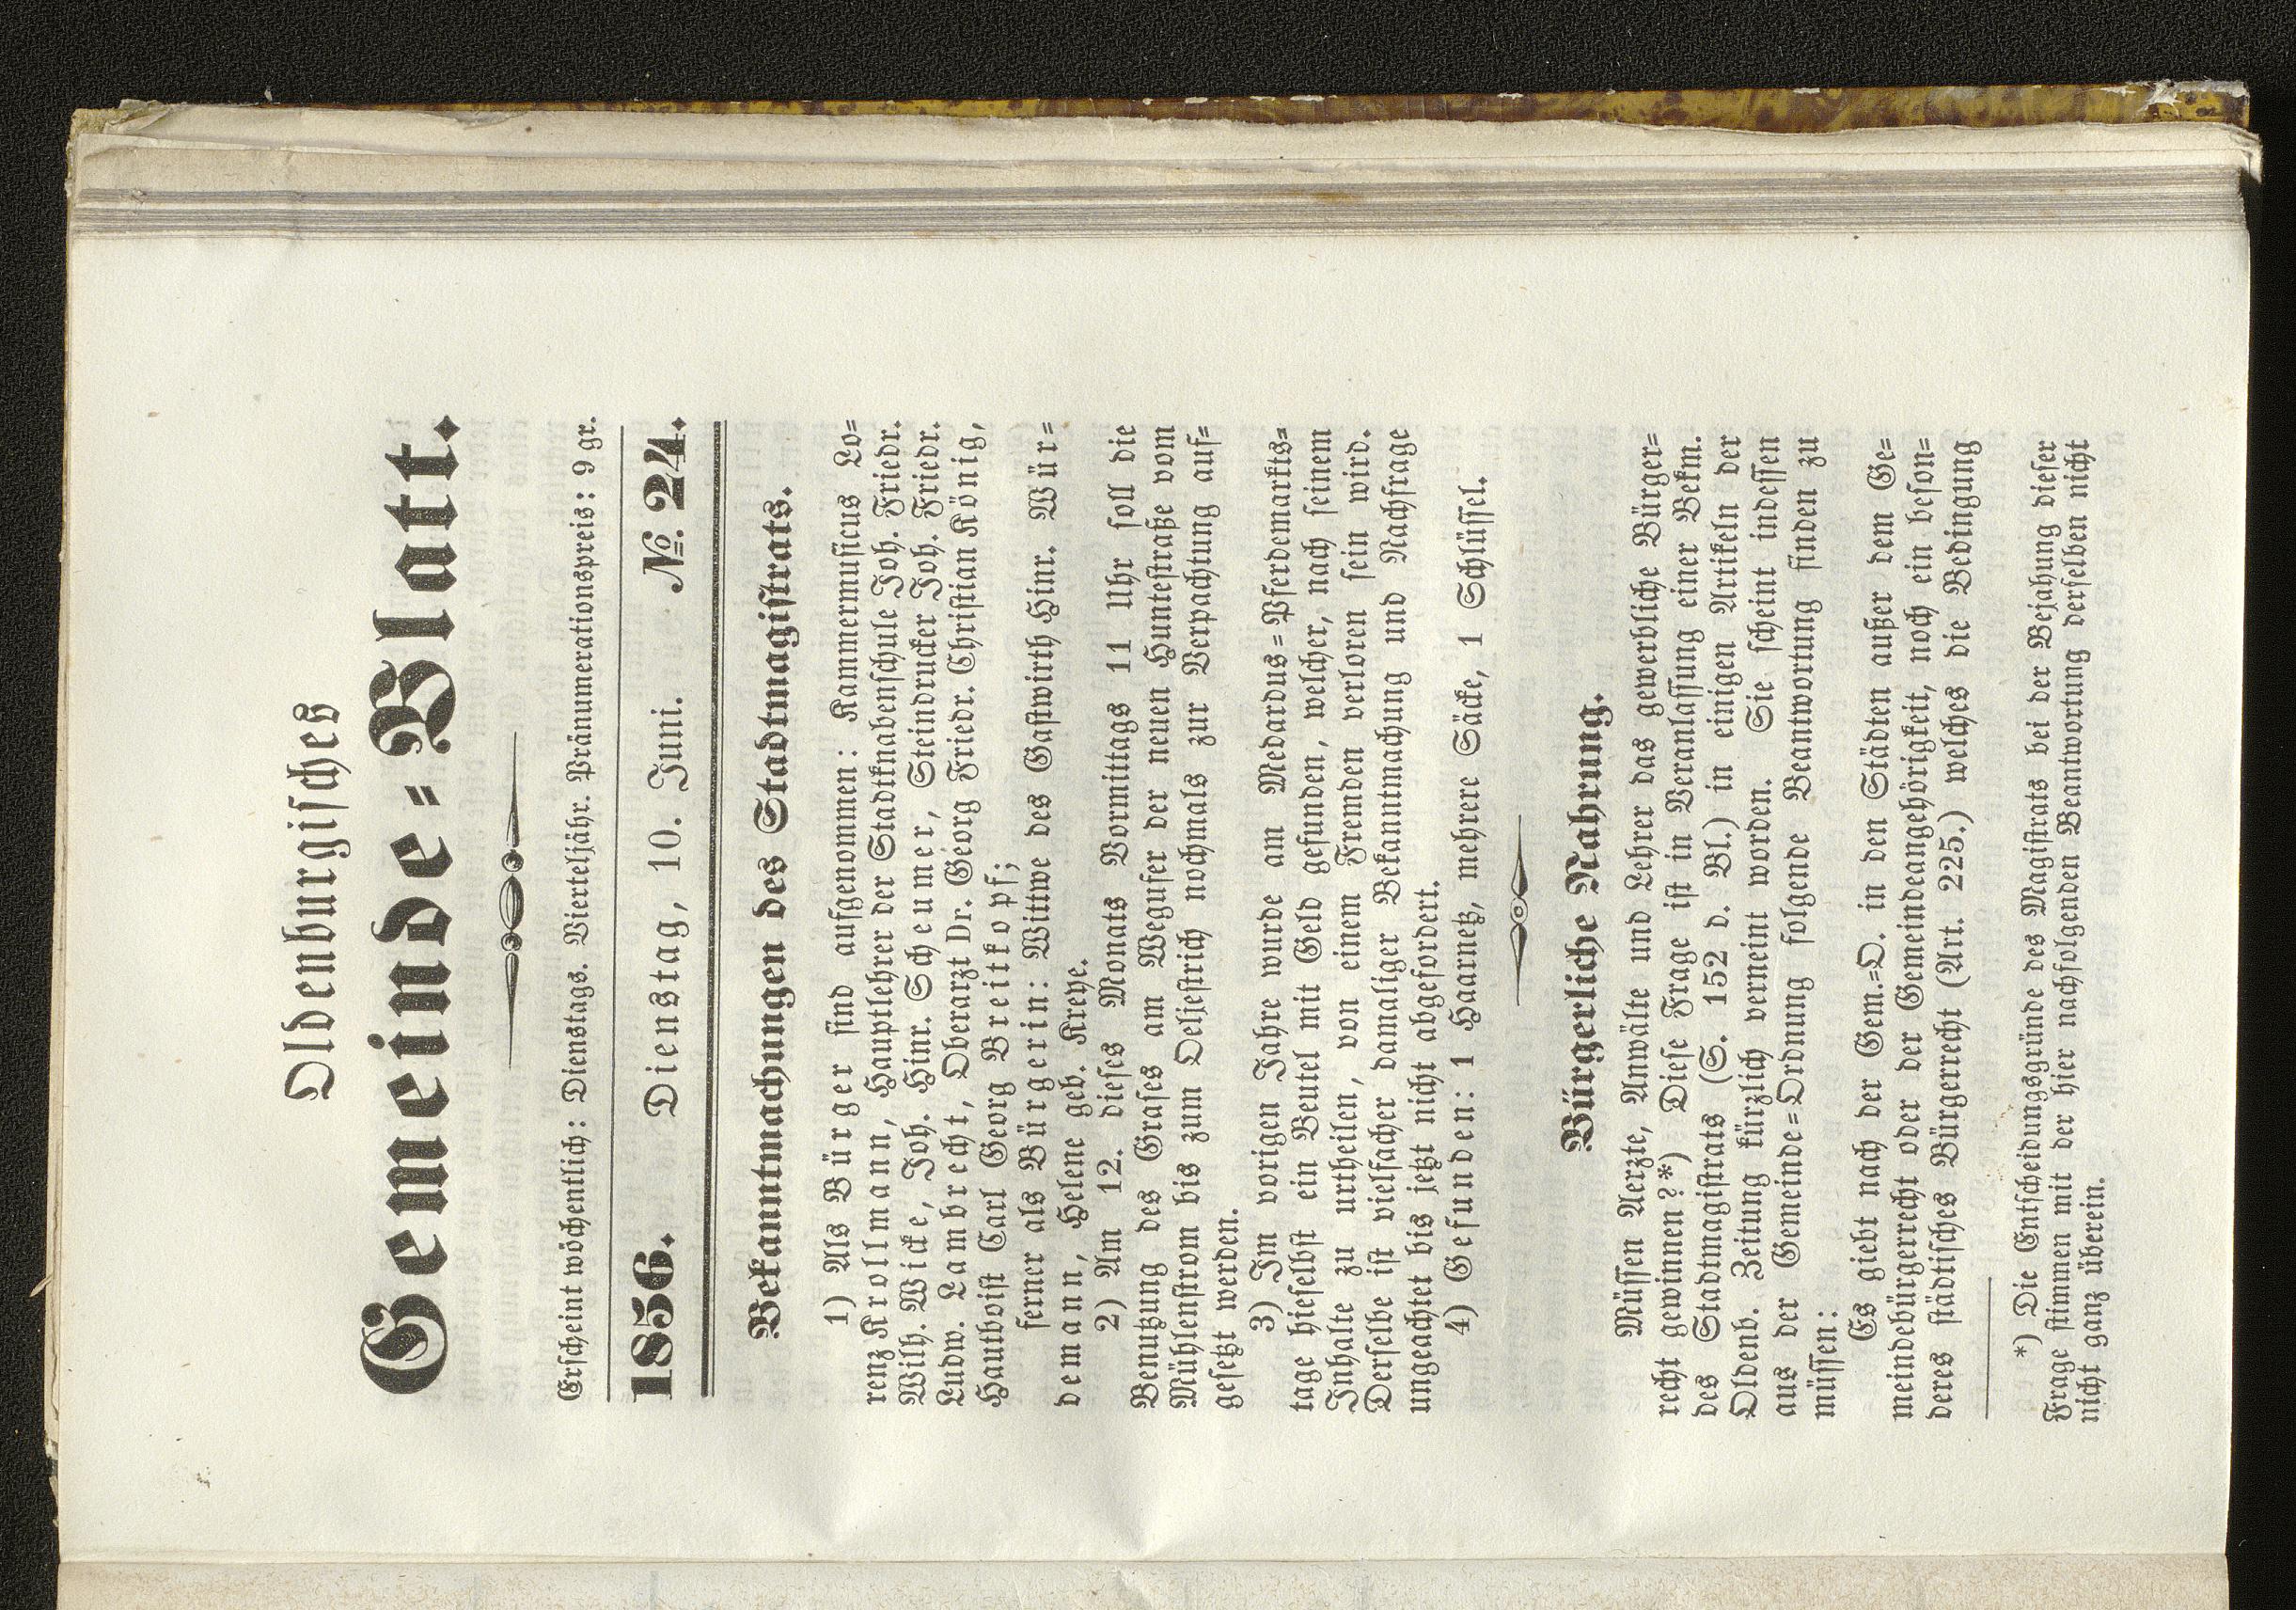 Oldenburgisches
Gemeinde-Blatt.
Erscheint wöchentlich: Dienstags. Vierteljähr. Pränumerationspreis: 9 gr.
1856. Dienstag, 10. Juni. №. 24.
Bekanntmachungen des Stadtmagistrats.
1) Als Bürger sind aufgenommen: Kammermusicus Lo-
renz Krollmann, Hauptlehrer der Stadtknabenschule Joh. Friedr.
Wilh. Wicke, Joh. Hinr. Scheumer, Steindrucker Joh. Friedr.
Ludw. Lambrecht, Oberarzt Dr. Georg Friedr. Christian König,
Hautboist Carl Georg Breitkopf;
ferner als Bürgerin: Wittwe des Gastwirth Hinr. Wür-
demann, Helene geb. Kreye.
2) Am 12. dieses Monats Vormittags 11 Uhr soll die
Benutzung des Grases am Wegufer der neuen Huntestraße vom
Mühlenstrom bis zum Oeljestrich nochmals zur Verpachtung auf-
gesetzt werden.
3) Im vorigen Jahre wurde am Medardus-Pferdemarkts-
tage hieselbst ein Beutel mit Geld gefunden, welcher, nach seinem
Inhalte zu urtheilen, von einem Fremden verloren sein wird.
Derselbe ist vielfacher damaliger Bekanntmachung und Nachfrage
ungeachtet bis jetzt nicht abgefordert.
4) Gefunden: 1 Haarnetz, mehrere Säcke, 1 Schlüssel.
Bürgerliche Nahrung.
Müssen Aerzte, Anwälte und Lehrer das gewerbliche Bürger-
recht gewinnen?*) Diese Frage ist in Veranlassung einer Bekm.
des Stadtmagistrats (S. 152 d. Bl.) in einigen Artikeln der
Oldenb. Zeitung kürzlich verneint worden. Sie scheint indessen
aus der Gemeinde-Ordnung folgende Beantwortung finden zu
müssen:
Es giebt nach der Gem.-O. in den Städten außer dem Ge-
meindebürgerrecht oder der Gemeindeangehörigkeit, noch ein beson-
deres städtisches Bürgerrecht (Art. 225.) welches die Bedingung
*) Die Entscheidungsgründe des Magistrats bei der Bejahung dieser
Frage stimmen mit der hier nachfolgenden Beantwortung derselben nicht
nicht ganz überein.